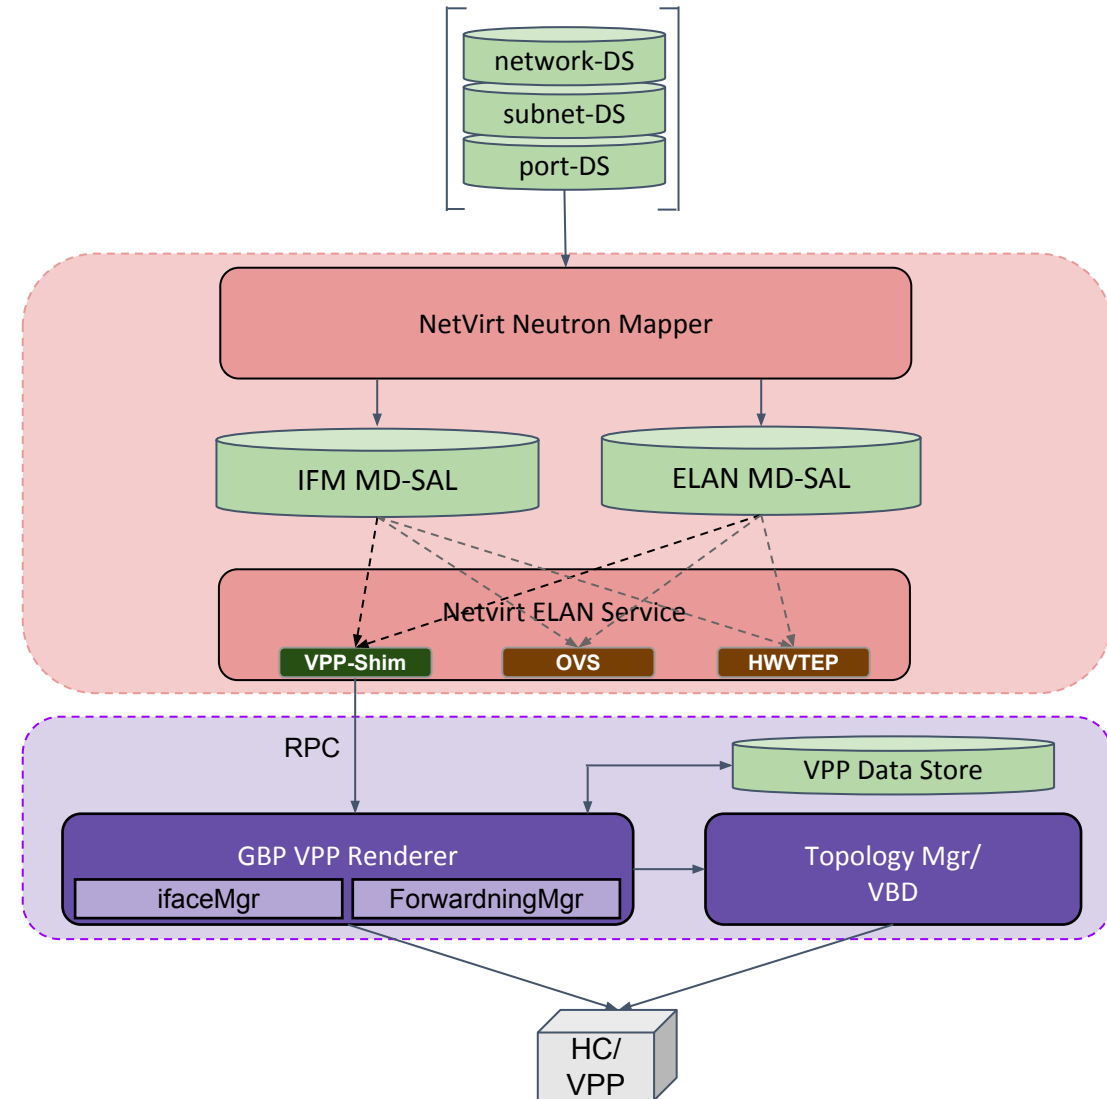 network-DS
subnet-DS
port-DS
NetVirt Neutron Mapper
IFM MD-SAL
ELAN MD-SAL
Netvirt ELAN Service
VPP-Shim
OVS
HWVTEP
RPC
VPP Data Store
GBP VPP Renderer
ifaceMgr
ForwardningMgr
Topology Mgr/
VBD
HC/
VPP